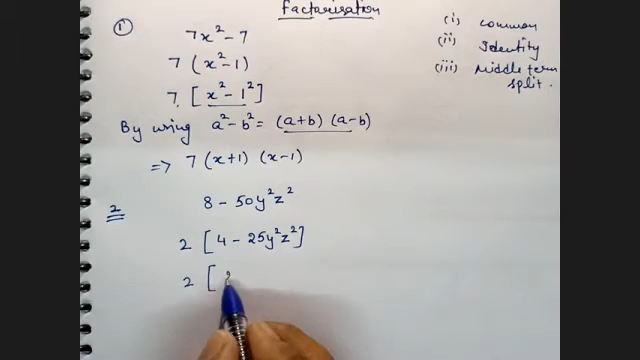 Factorisation
(i) common
(ii) Identity
(iii) Middle term split.
①
7x² - 7
7 (x² - 1)
7 [x² - 1²]
By using a² - b² = (a+b) (a-b)
=> 7 (x+1) (x-1)
2
8 - 50y²z²
2 [4 - 25y²z²]
2 [